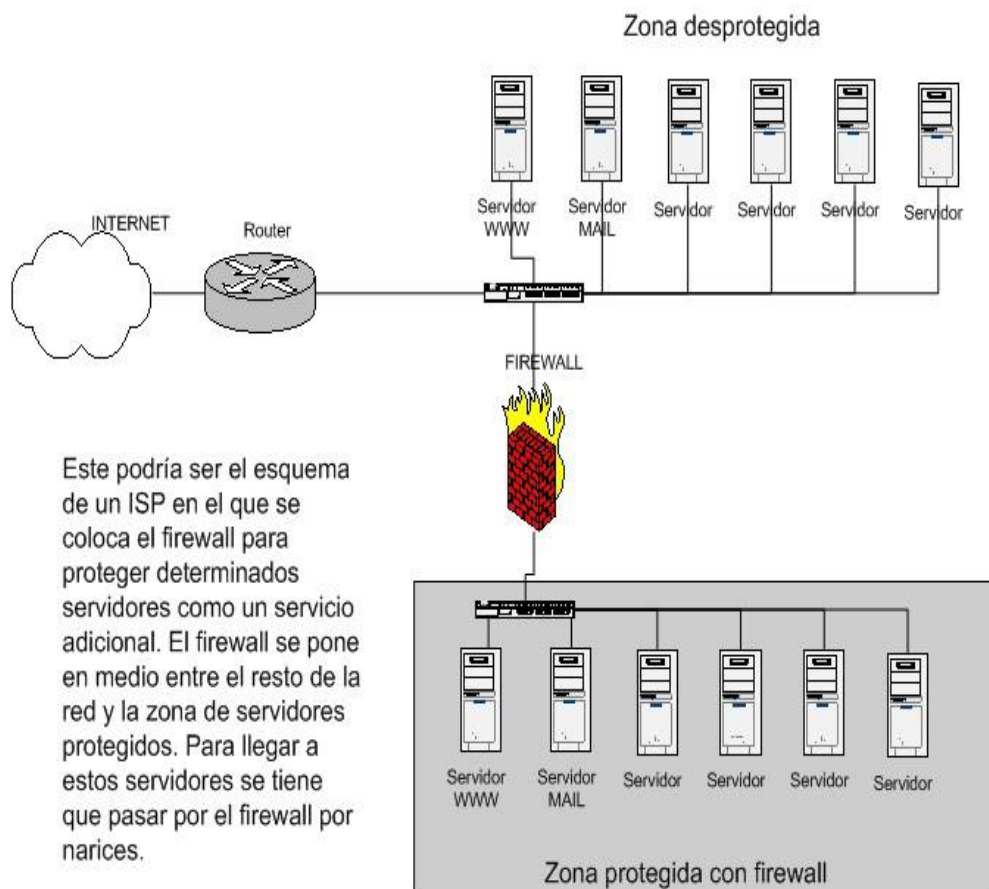 Zona desprotegida
Servidor
WWW
Servidor
MAIL
Servidor
Servidor
Servidor
Servidor
INTERNET
Router
FIREWALL
Este podría ser el esquema
de un ISP en el que se
coloca el firewall para
proteger determinados
servidores como un servicio
adicional. El firewall se pone
en medio entre el resto de la
red y la zona de servidores
protegidos. Para llegar a
estos servidores se tiene
que pasar por el firewall por
narices.
Servidor
WWW
Servidor
MAIL
Servidor
Servidor
Servidor
Servidor
Zona protegida con firewall